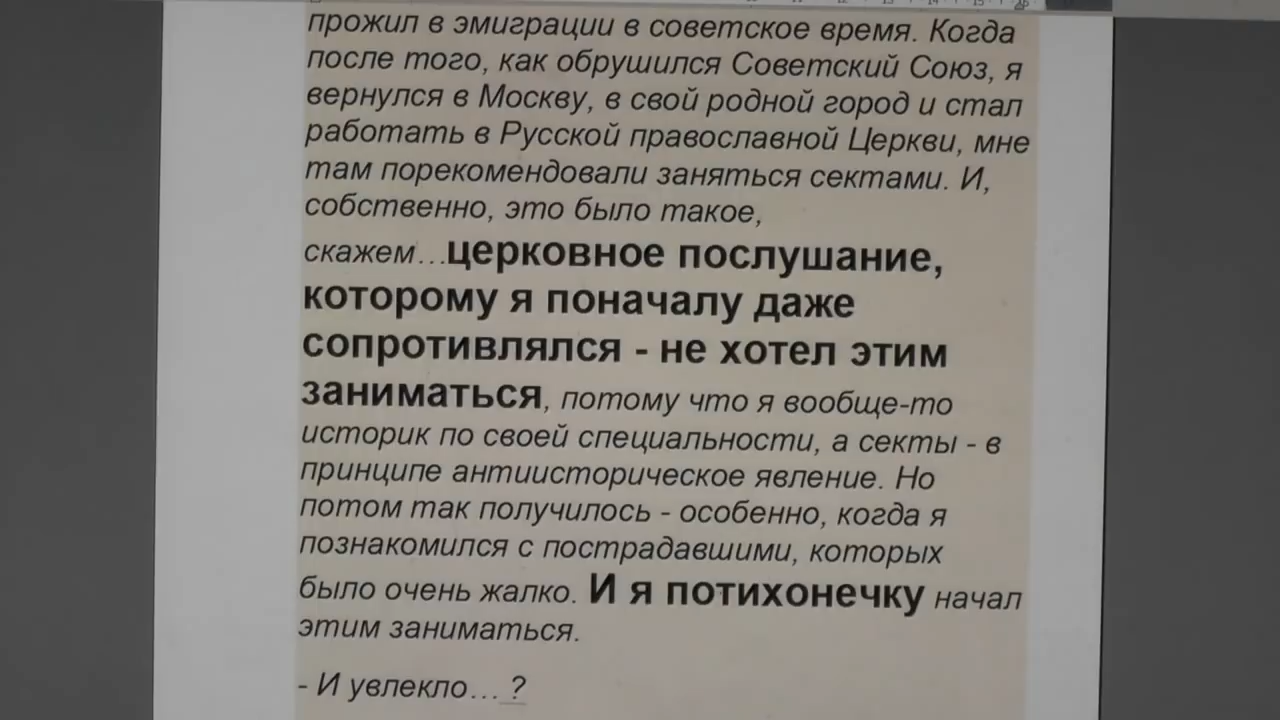 прожил в эмиграции в советское время. Когда
после того, как обрушился Советский Союз, я
вернулся в Москву, в свой родной город и стал
работать в Русской православной Церкви, мне
там порекомендовали заняться сектами. И,
собственно, это было такое,
скажем…церковное послушание,
которому я поначалу даже
сопротивлялся - не хотел этим
заниматься, потому что я вообще-то
историк по своей специальности, а секты - в
принципе антиисторическое явление. Но
потом так получилось - особенно, когда я
познакомился с пострадавшими, которых
было очень жалко. И я потихонечку начал
этим заниматься.
- И увлекло… ?